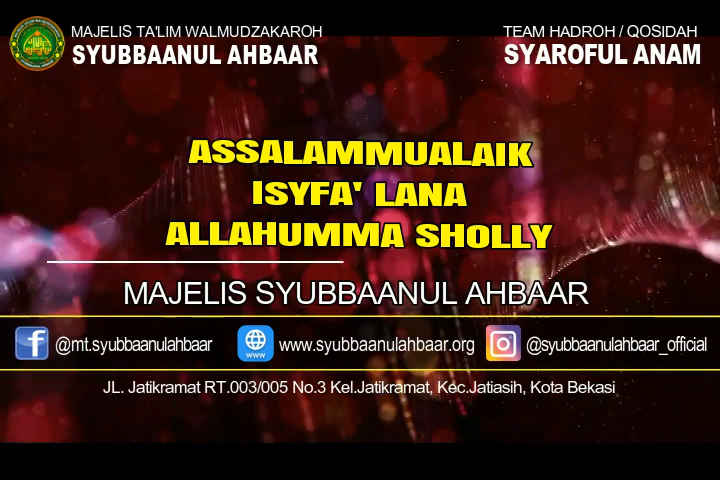 MAJELIS TA'LIM WALMUDZAKAROH
SYUBBAANUL AHBAAR
TEAM HADROH / QOSIDAH
SYAROFUL ANAM
ASSALAMMUALAIK
ISYFA' LANA
ALLAHUMMA SHOLLY
MAJELIS SYUBBAANUL AHBAAR
@mt.syubbaanulahbaar
www
www.syubbaanulahbaar.org
@syubbaanulahbaar_official
JL. Jatikramat RT.003/005 No.3 Kel.Jatikramat, Kec.Jatiasih, Kota Bekasi